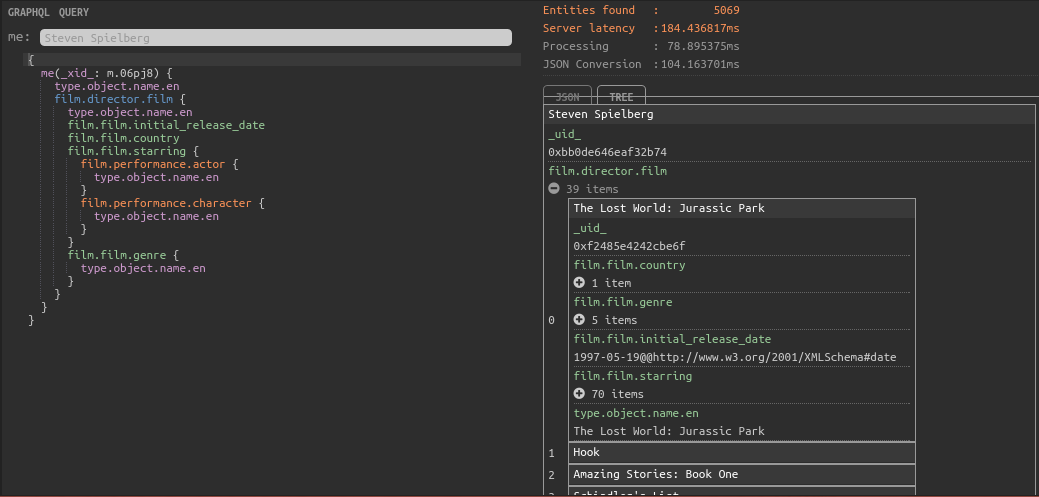 GRAPHQL QUERY
me: Steven Spielberg
{
me(_xid_: m.06pj8) {
type.object.name.en
film.director.film {
type.object.name.en
film.film.initial_release_date
film.film.country
film.film.starring {
film.performance.actor {
type.object.name.en
}
film.performance.character {
type.object.name.en
}
}
film.film.genre {
type.object.name.en
}
}
}
}
Entities found : 5069
Server latency :184.436817ms
Processing : 78.895375ms
JSON Conversion :104.163701ms
JSON TREE
Steven Spielberg
_uid_
0xbb0de646eaf32b74
film.director.film
39 items
0
The Lost World: Jurassic Park
_uid_
0xf2485e4242cbe6f
film.film.country
1 item
film.film.genre
5 items
film.film.initial_release_date
1997-05-19@@http://www.w3.org/2001/XMLSchema#date
film.film.starring
70 items
type.object.name.en
The Lost World: Jurassic Park
1 Hook
2 Amazing Stories: Book One
3 Schindler's List